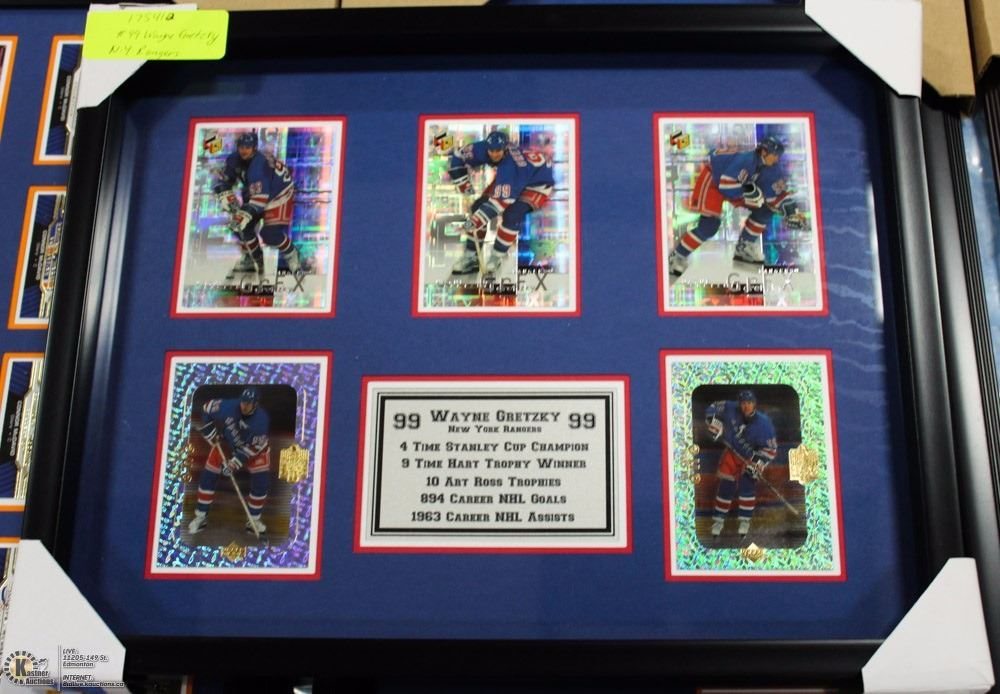 175412
#99 Wayne Gretzky
N.Y. Rangers
99 WAYNE GRETZKY 99
NEW YORK RANGERS
4 TIME STANLEY CUP CHAMPION
9 TIME HART TROPHY WINNER
10 ART ROSS TROPHIES
894 CAREER NHL GOALS
1963 CAREER NHL ASSISTS
Kastner
Auctions
LIVE:
11205-149 St.
Edmonton
INTERNET: